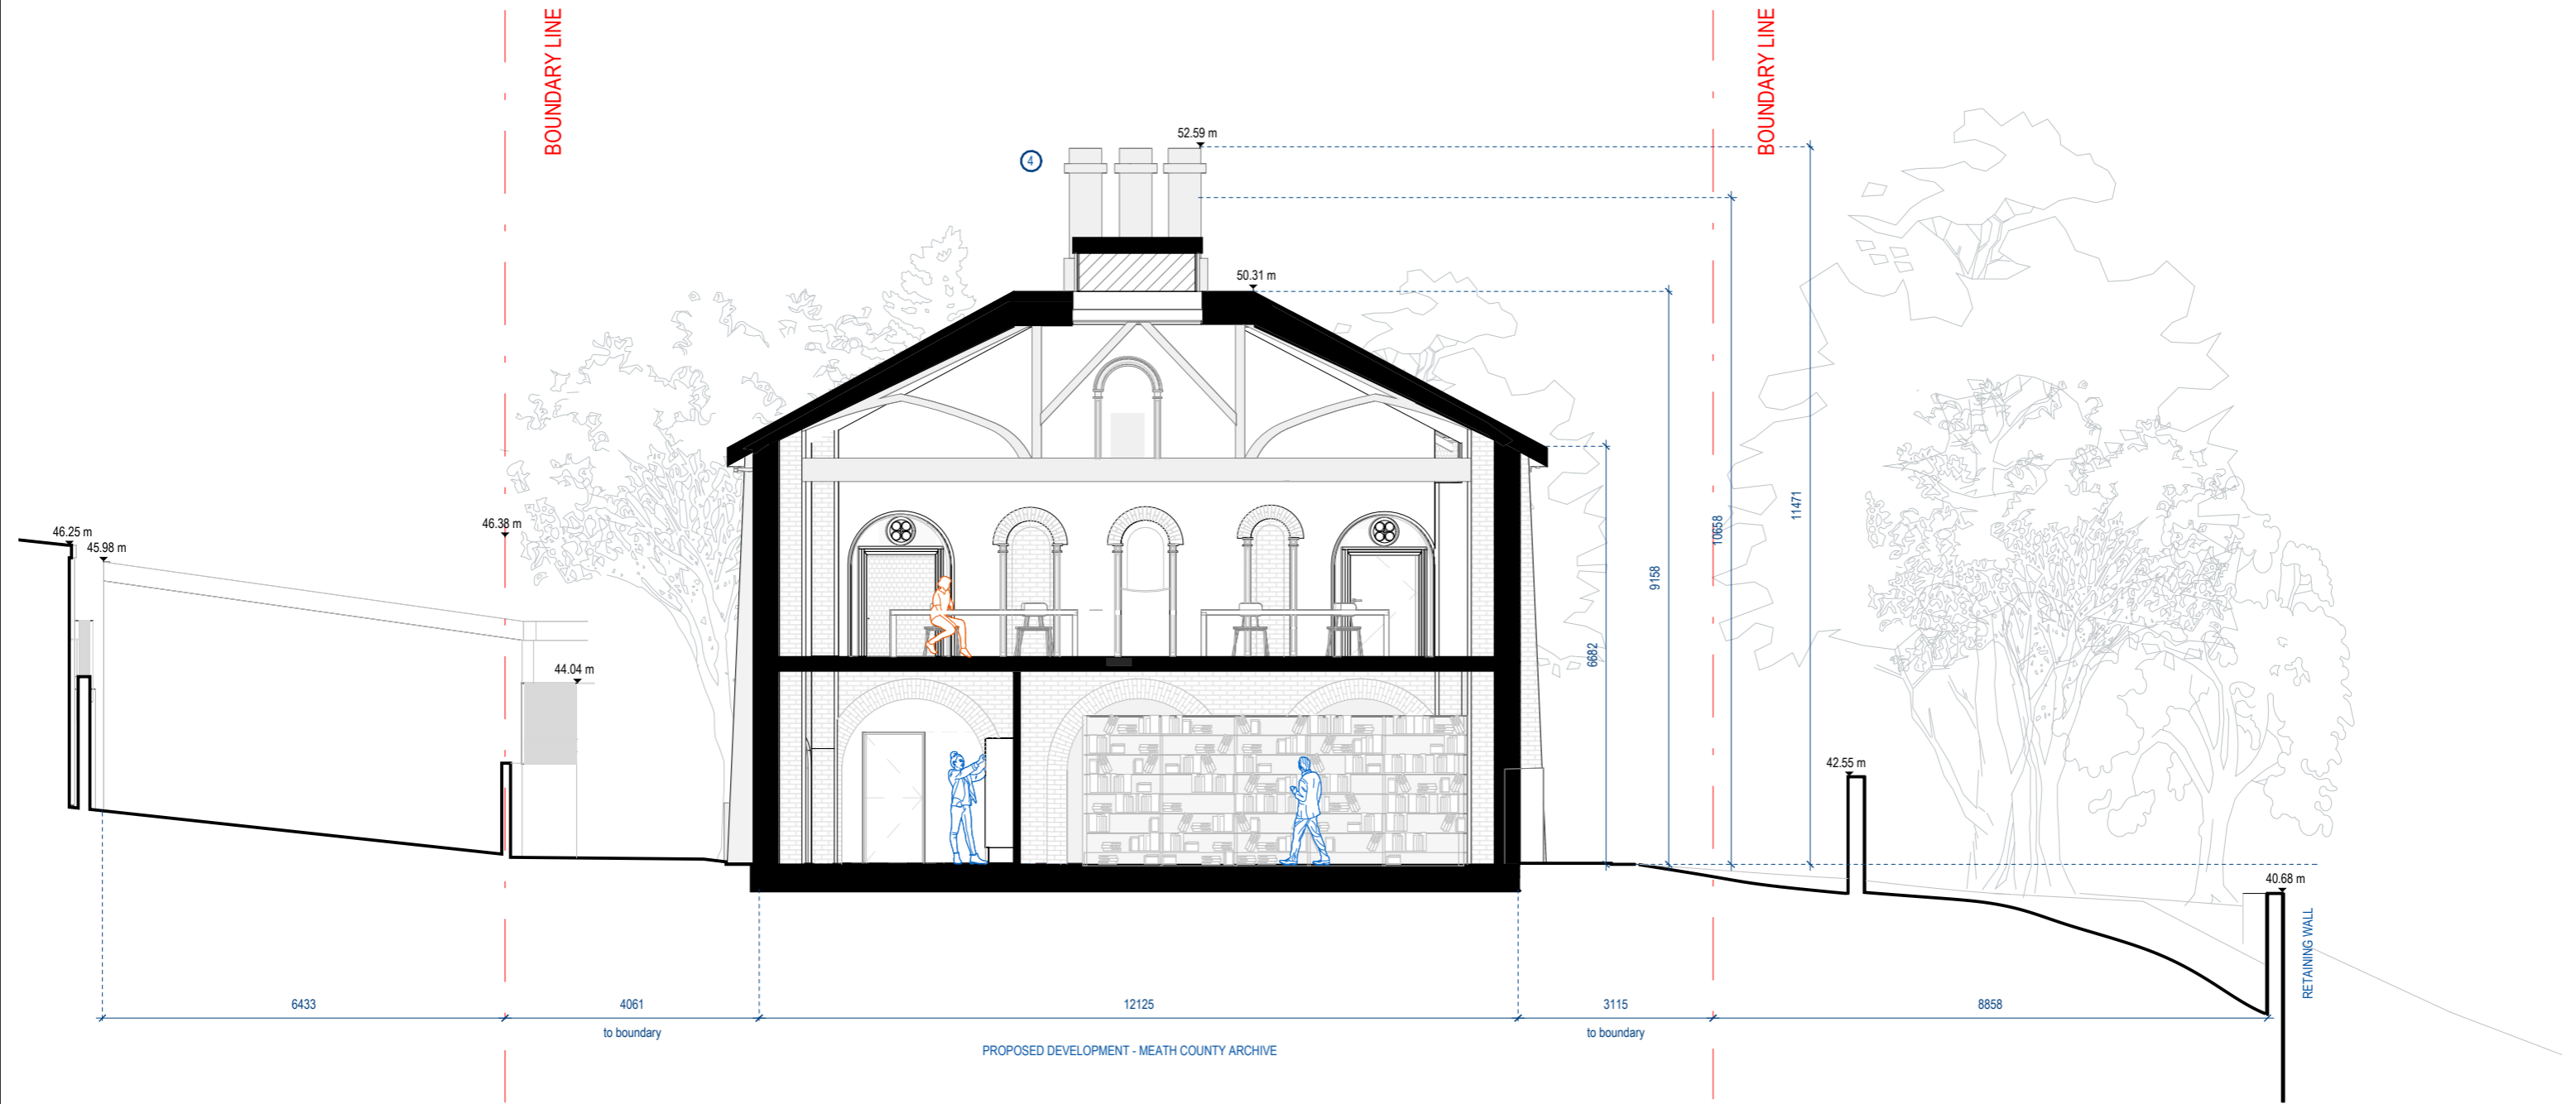 BOUNDARY LINE
BOUNDARY LINE
52.59 m
4
50.31 m
11471
10658
9158
6682
46.25 m
45.98 m
46.38 m
44.04 m
42.55 m
40.68 m
RETAINING WALL
6433
4061
12125
3115
8858
to boundary
to boundary
PROPOSED DEVELOPMENT - MEATH COUNTY ARCHIVE